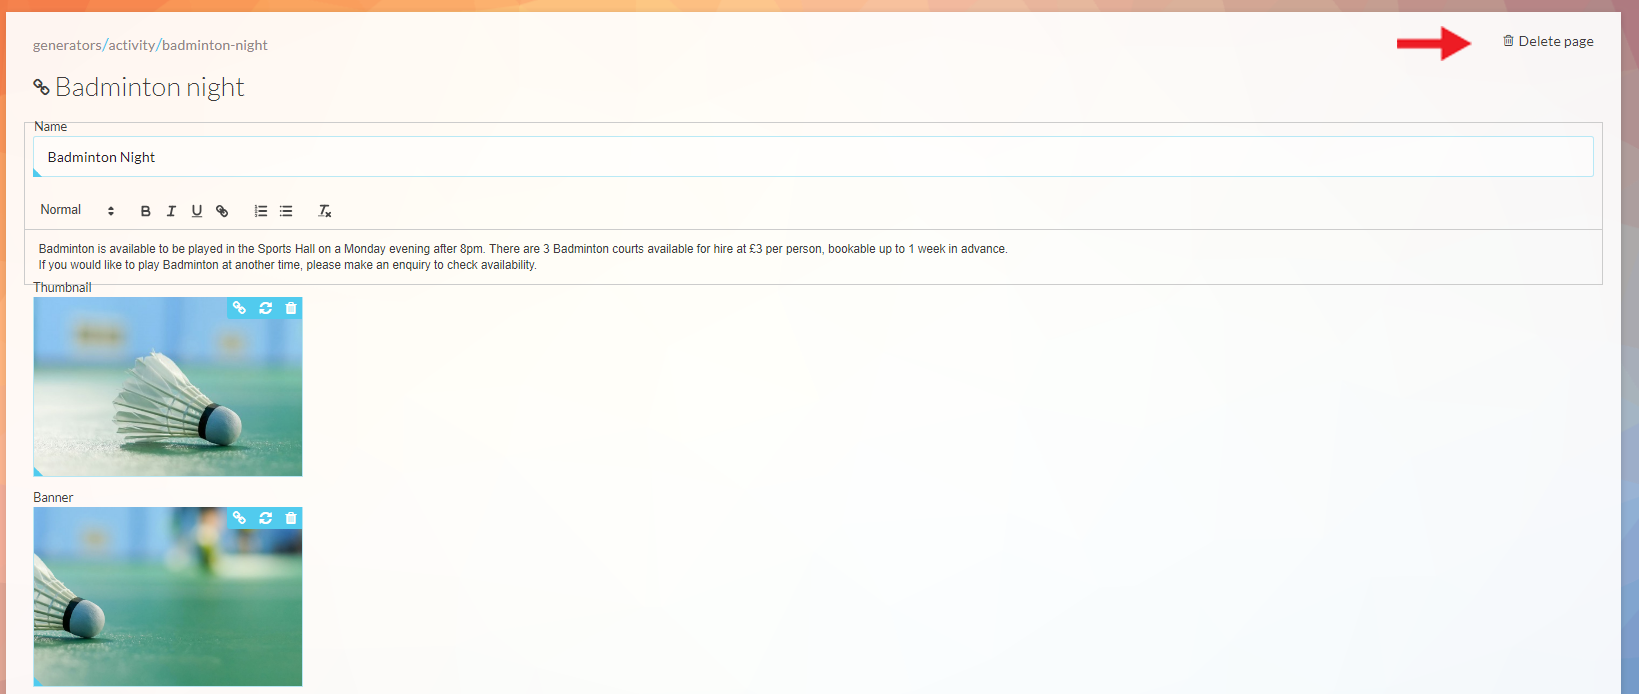 generators/activity/badminton-night
Delete page
Badminton night
Name
Badminton Night
Normal
B I U
Badminton is available to be played in the Sports Hall on a Monday evening after 8pm. There are 3 Badminton courts available for hire at £3 per person, bookable up to 1 week in advance.
If you would like to play Badminton at another time, please make an enquiry to check availability.
Thumbnail
Banner